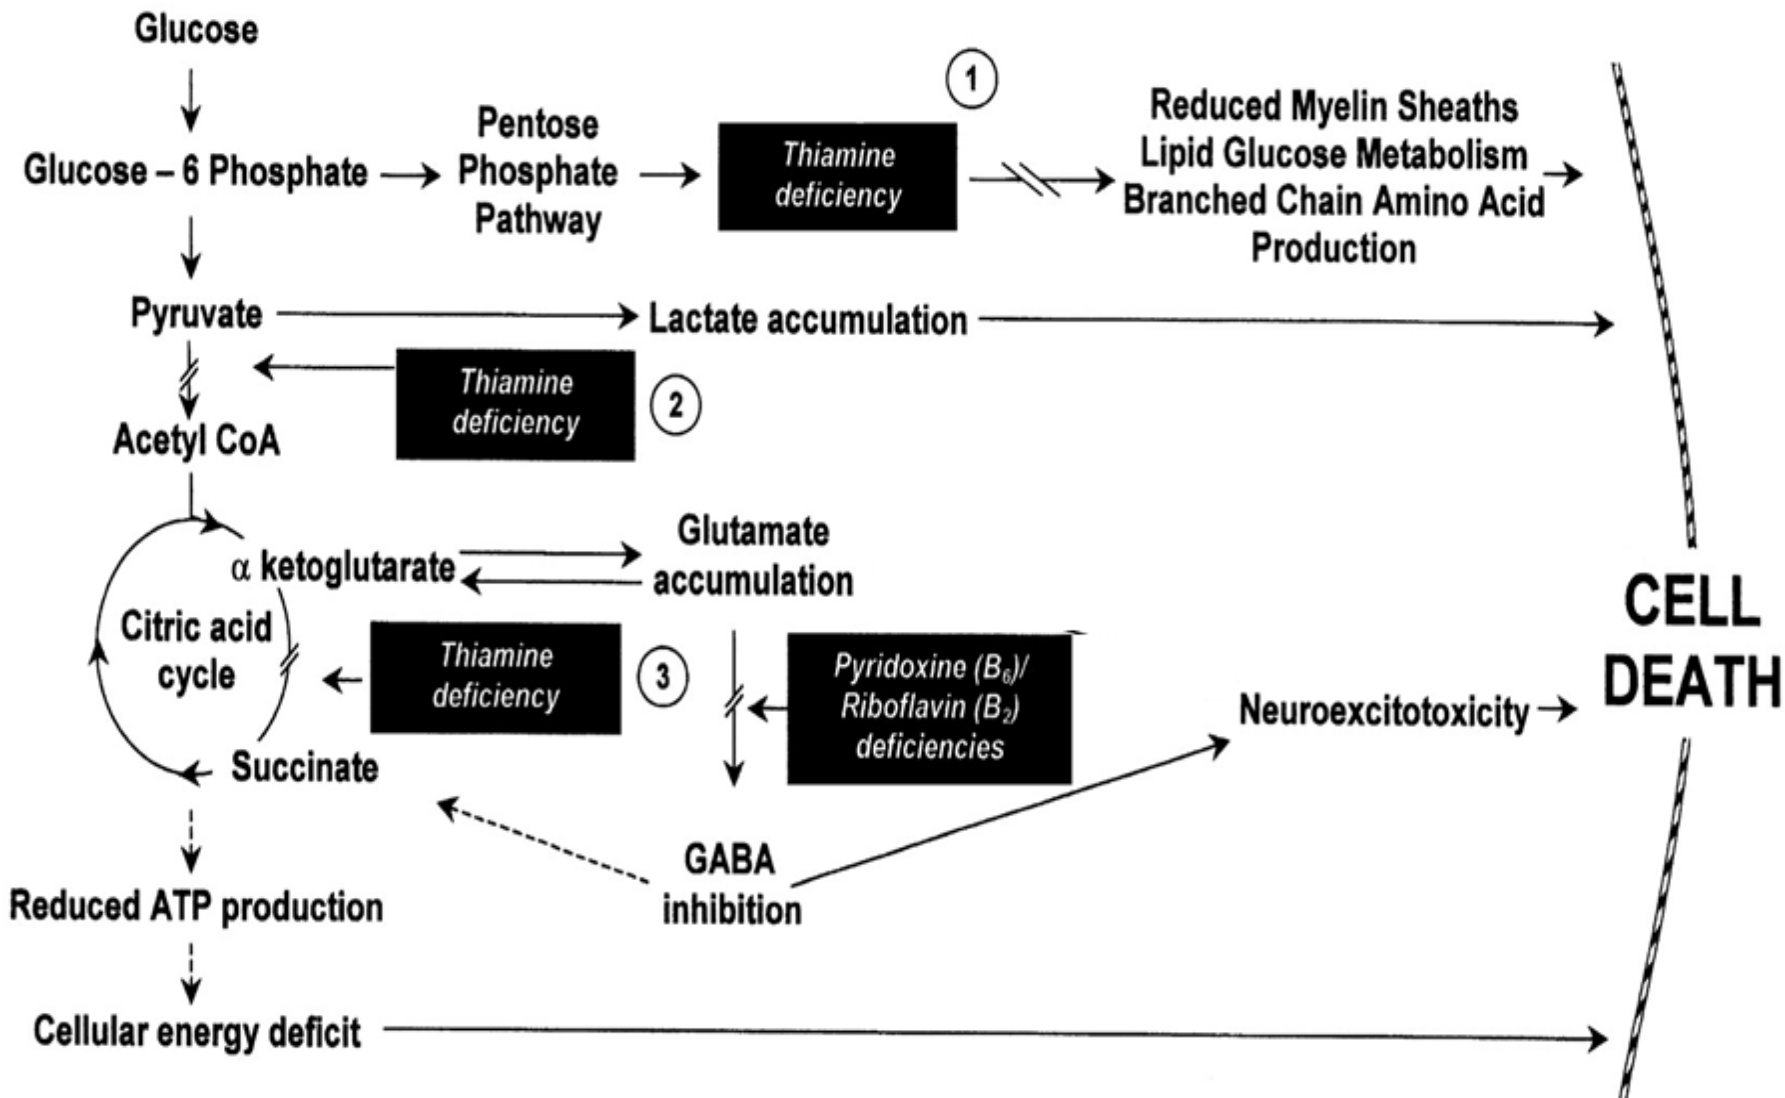 Glucose
Glucose – 6 Phosphate
Pentose
Phosphate
Pathway
Thiamine
deficiency
1
Reduced Myelin Sheaths
Lipid Glucose Metabolism
Branched Chain Amino Acid
Production
Pyruvate
Lactate accumulation
Thiamine
deficiency
2
Acetyl CoA
α ketoglutarate
Glutamate
accumulation
Citric acid
cycle
Thiamine
deficiency
3
Pyridoxine (B₆)/
Riboflavin (B₂)
deficiencies
Succinate
GABA
inhibition
Neuroexcitotoxicity
CELL
DEATH
Reduced ATP production
Cellular energy deficit